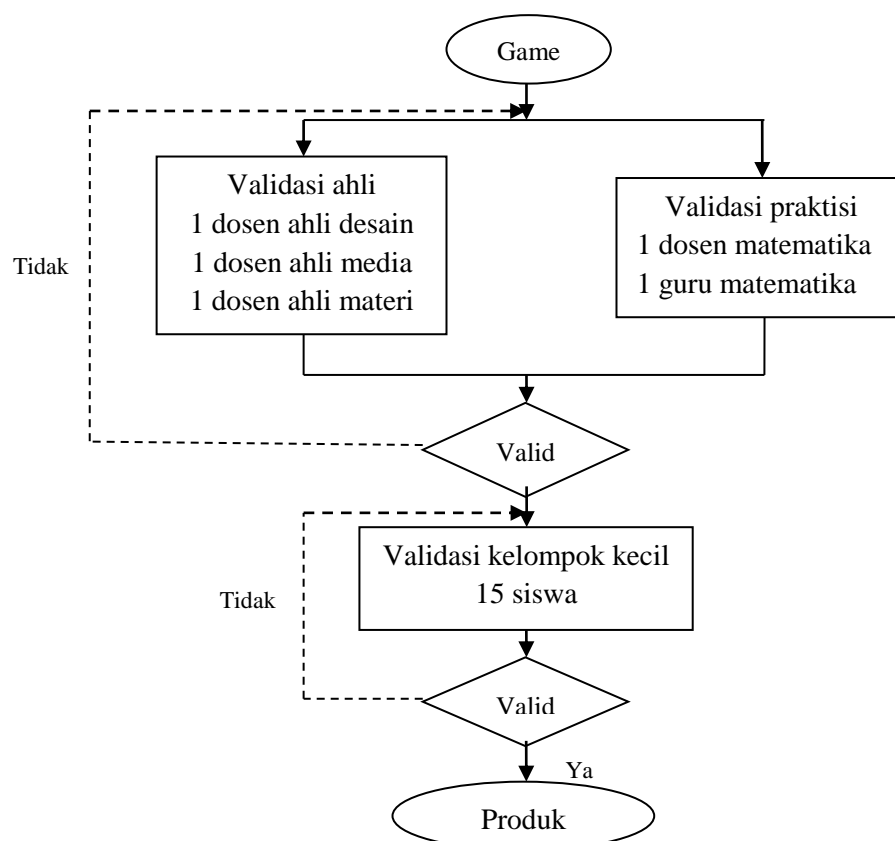 Game
Validasi ahli
1 dosen ahli desain
1 dosen ahli media
1 dosen ahli materi
Validasi praktisi
1 dosen matematika
1 guru matematika
Tidak
Valid
Validasi kelompok kecil
15 siswa
Tidak
Valid
Ya
Produk